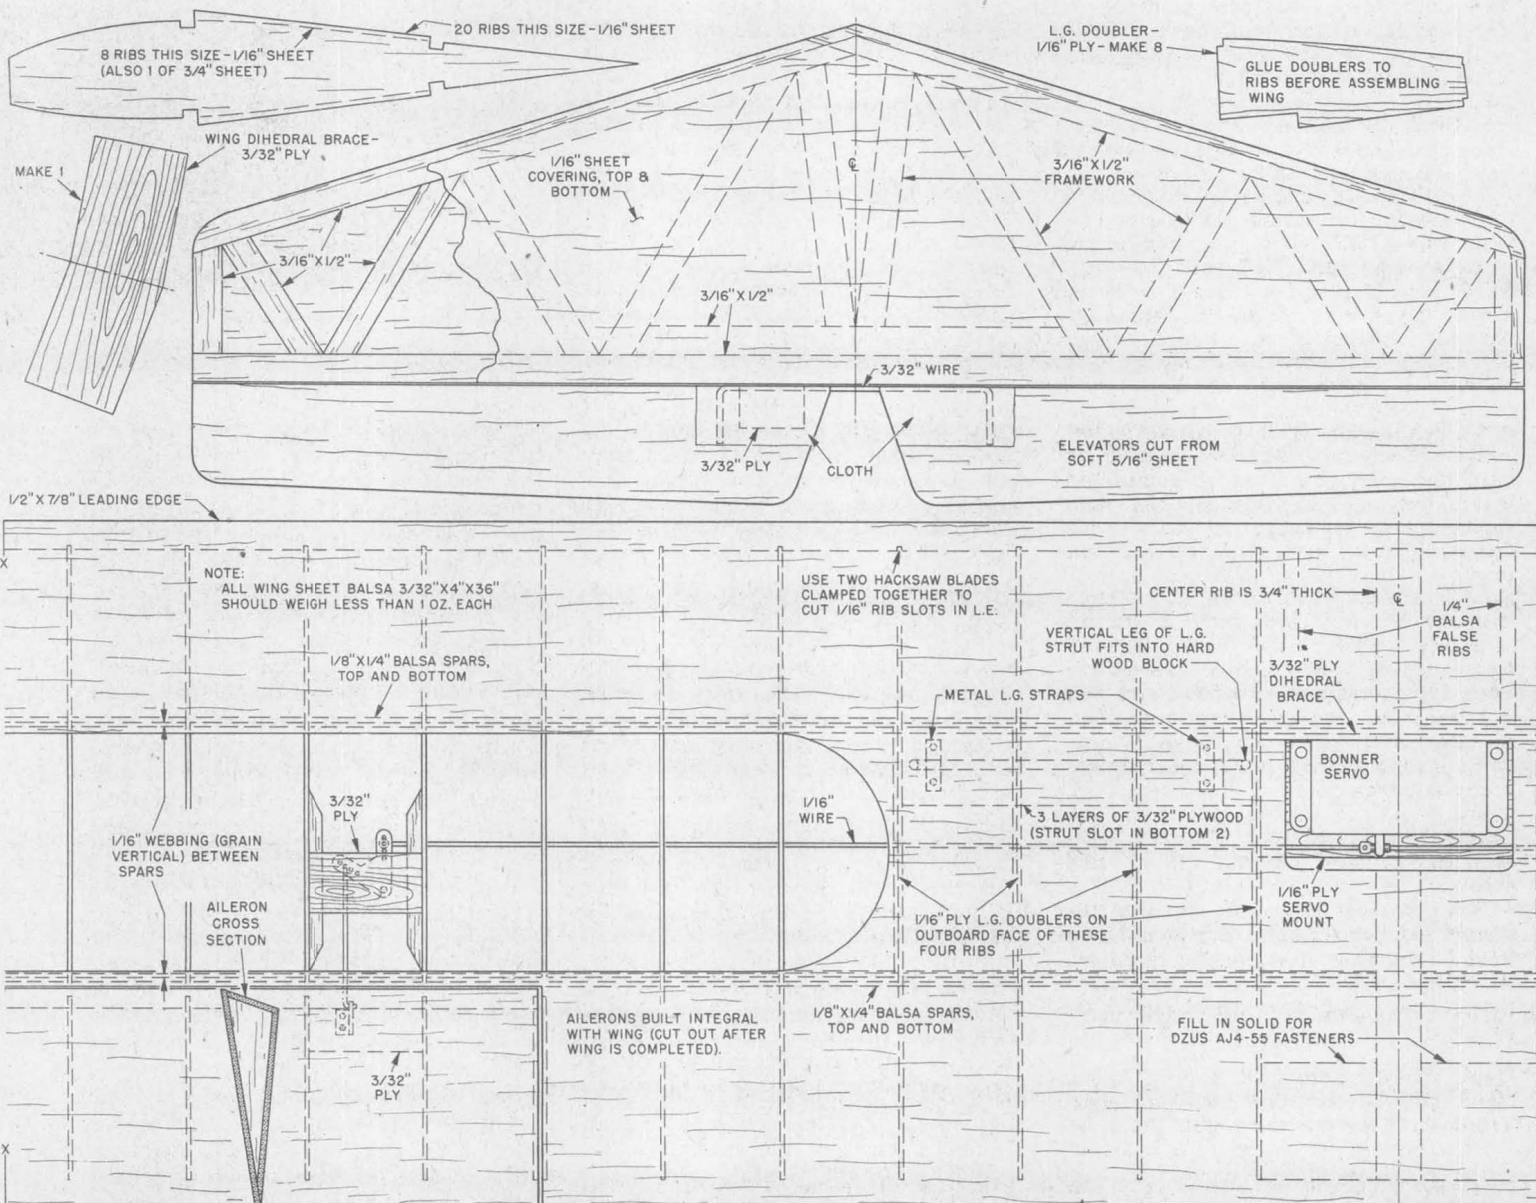 20 RIBS THIS SIZE-1/16" SHEET
8 RIBS THIS SIZE-1/16" SHEET
(ALSO 1 OF 3/4" SHEET)
L.G. DOUBLER-
1/16" PLY-MAKE 8
GLUE DOUBLERS TO
RIBS BEFORE ASSEMBLING
WING
WING DIHEDRAL BRACE-
3/32" PLY
MAKE 1
1/16" SHEET
COVERING, TOP &
BOTTOM
℄
3/16"X1/2"
FRAMEWORK
3/16"X1/2"
3/16"X1/2"
3/32" WIRE
3/32" PLY
CLOTH
ELEVATORS CUT FROM
SOFT 5/16" SHEET
1/2"X7/8" LEADING EDGE
X
NOTE:
ALL WING SHEET BALSA 3/32"X4"X36"
SHOULD WEIGH LESS THAN 1 OZ. EACH
USE TWO HACKSAW BLADES
CLAMPED TOGETHER TO
CUT 1/16" RIB SLOTS IN L.E.
CENTER RIB IS 3/4" THICK
℄
1/4"
BALSA
FALSE
RIBS
VERTICAL LEG OF L.G.
STRUT FITS INTO HARD
WOOD BLOCK
1/8"X1/4" BALSA SPARS,
TOP AND BOTTOM
METAL L.G. STRAPS
3/32" PLY
DIHEDRAL
BRACE
BONNER
SERVO
3/32"
PLY
1/16"
WIRE
3 LAYERS OF 3/32" PLYWOOD
(STRUT SLOT IN BOTTOM 2)
1/16" WEBBING (GRAIN
VERTICAL) BETWEEN
SPARS
AILERON
CROSS
SECTION
1/16" PLY L.G. DOUBLERS ON
OUTBOARD FACE OF THESE
FOUR RIBS
1/16" PLY
SERVO
MOUNT
AILERONS BUILT INTEGRAL
WITH WING (CUT OUT AFTER
WING IS COMPLETED).
1/8"X1/4" BALSA SPARS,
TOP AND BOTTOM
FILL IN SOLID FOR
DZUS AJ4-55 FASTENERS
3/32"
PLY
X